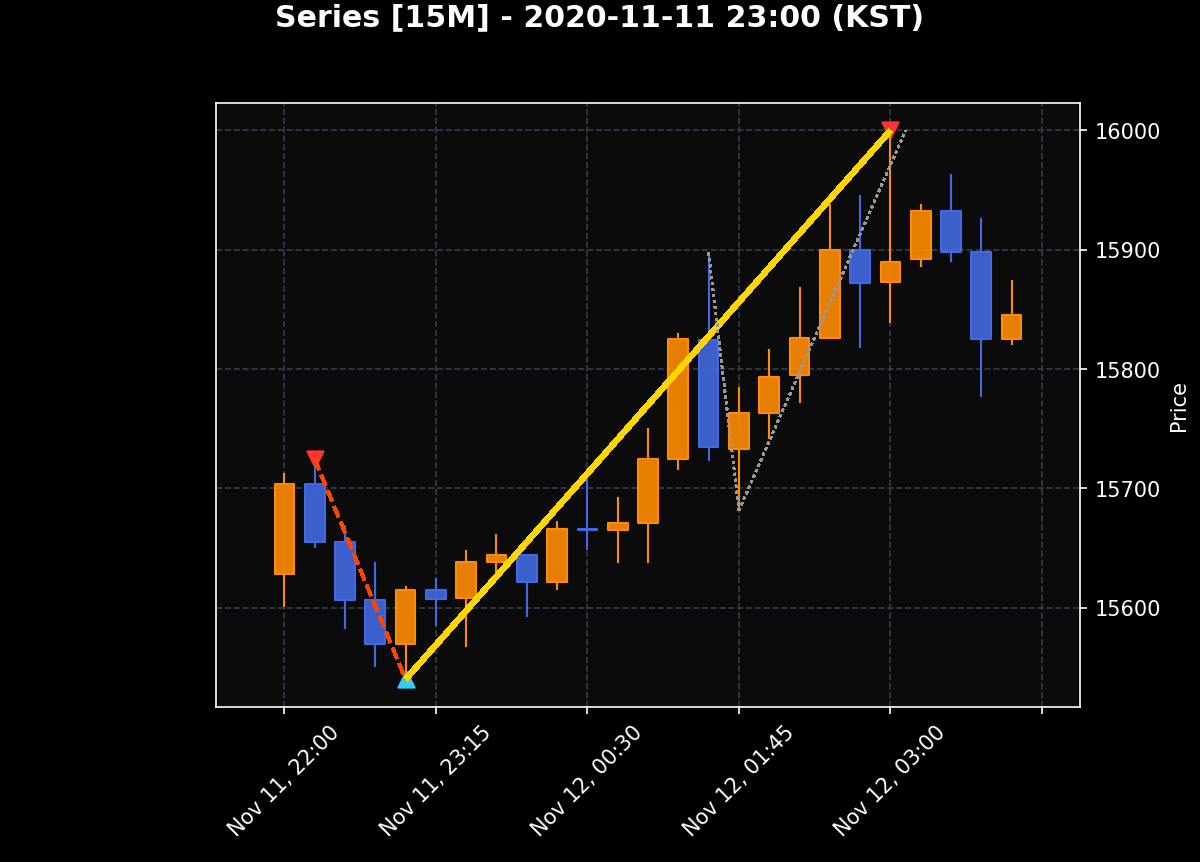 Series [15M] - 2020-11-11 23:00 (KST)
16000
15900
15800
15700
15600
Price
Nov 11, 22:00
Nov 11, 23:15
Nov 12, 00:30
Nov 12, 01:45
Nov 12, 03:00